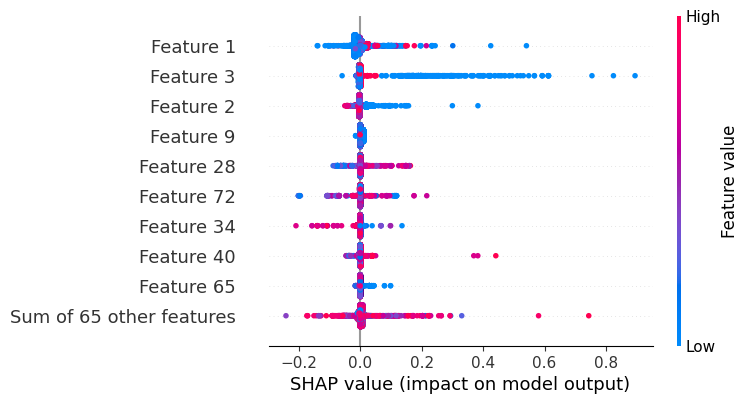 High
Feature 1
Feature 3
Feature 2
Feature 9
Feature 28
Feature 72
Feature 34
Feature 40
Feature 65
Sum of 65 other features
Feature value
Low
−0.2 0.0 0.2 0.4 0.6 0.8
SHAP value (impact on model output)